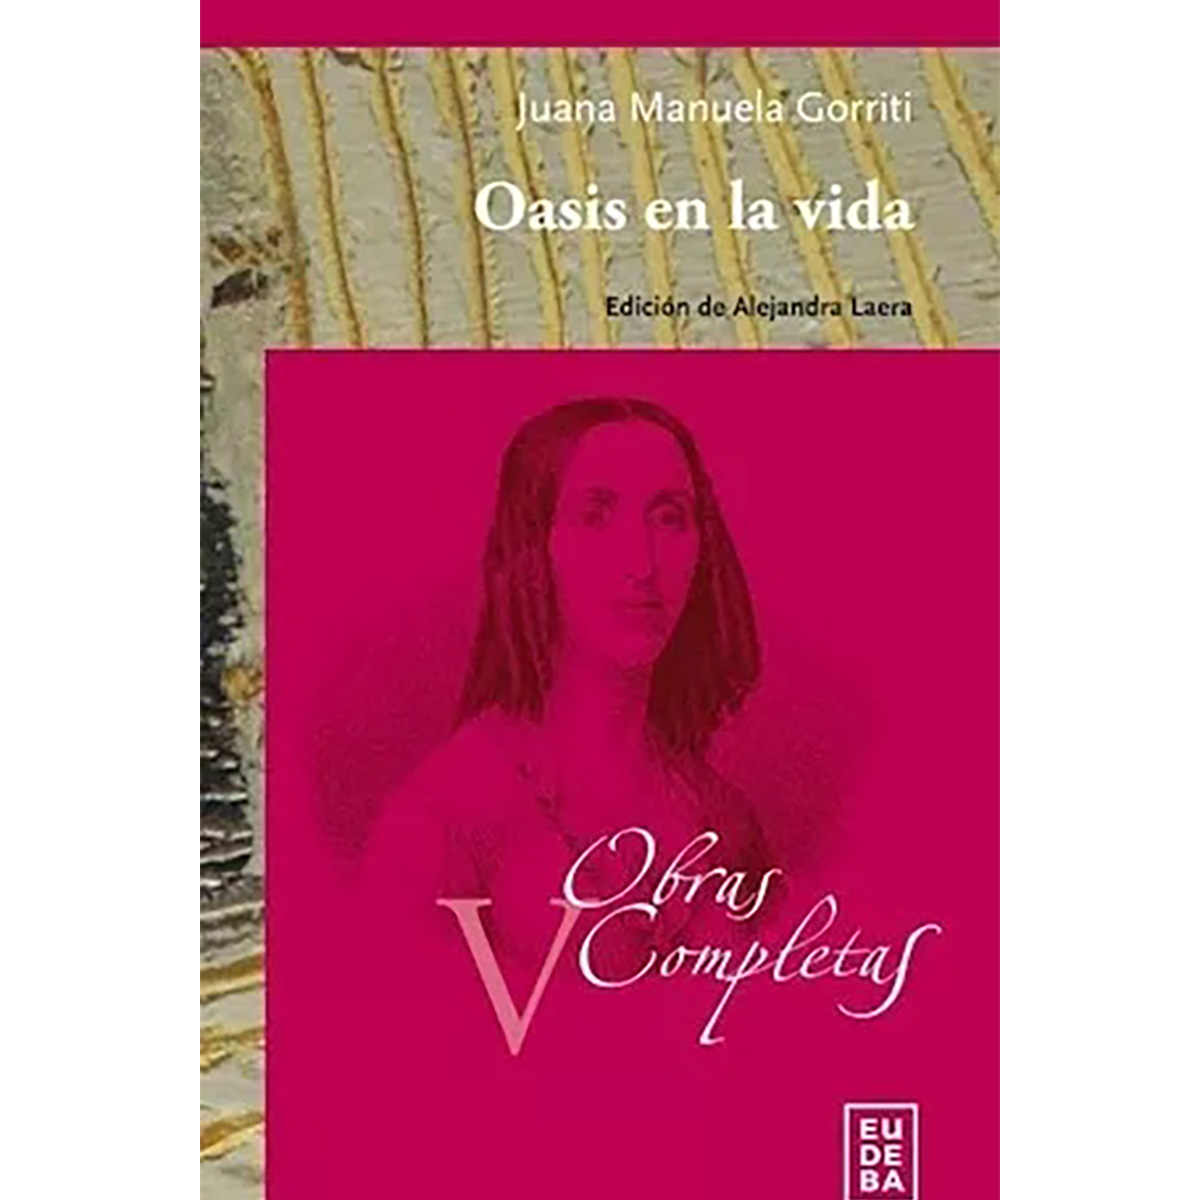 Juana Manuela Gorriti
Oasis en la vida
Edición de Alejandra Laera
Obras
V Completas
EU
DE
BA